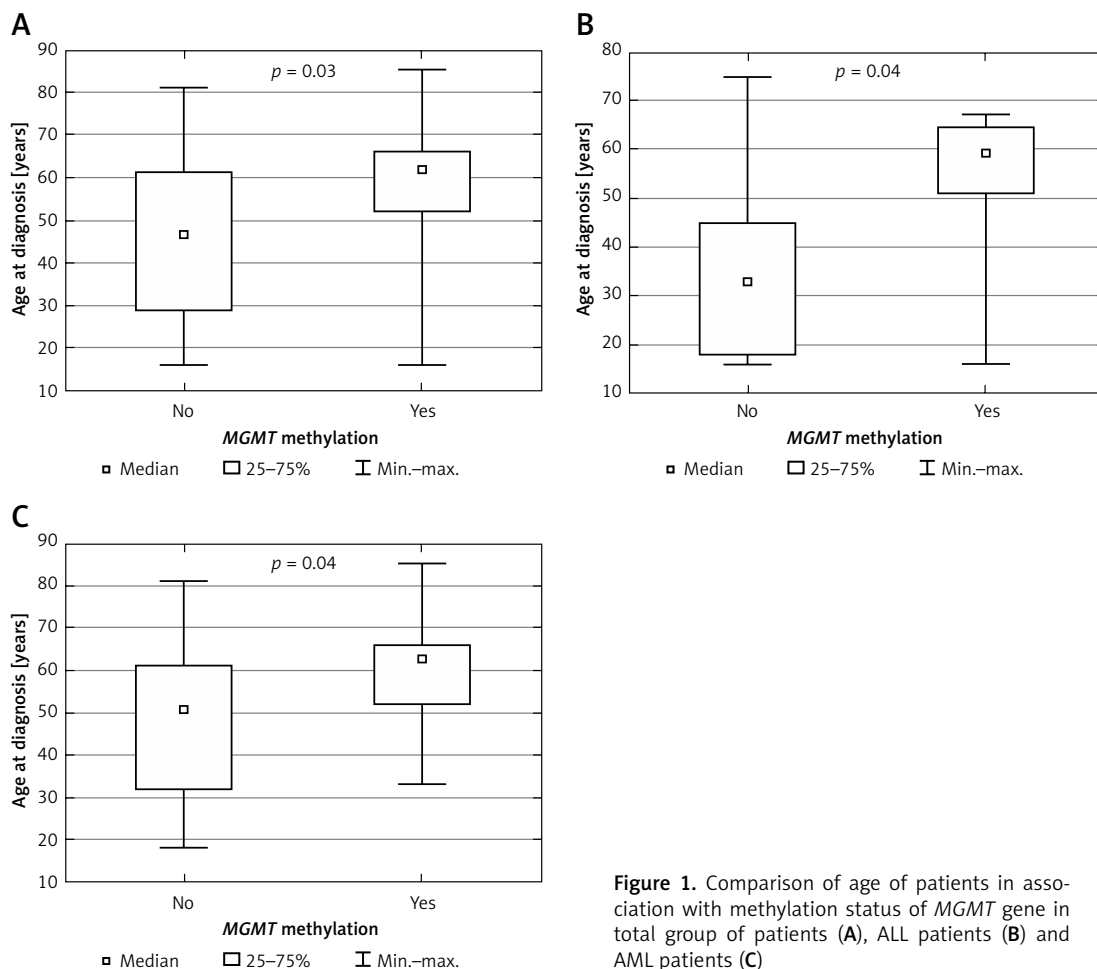 A
90
80
70
60
50
40
30
20
10
Age at diagnosis [years]
p = 0.03
No Yes
MGMT methylation
Median 25–75% Min.–max.
B
80
70
60
50
40
30
20
10
Age at diagnosis [years]
p = 0.04
No Yes
MGMT methylation
Median 25–75% Min.–max.
C
90
80
70
60
50
40
30
20
10
Age at diagnosis [years]
p = 0.04
No Yes
MGMT methylation
Median 25–75% Min.–max.
Figure 1. Comparison of age of patients in asso-
ciation with methylation status of MGMT gene in
total group of patients (A), ALL patients (B) and
AML patients (C)